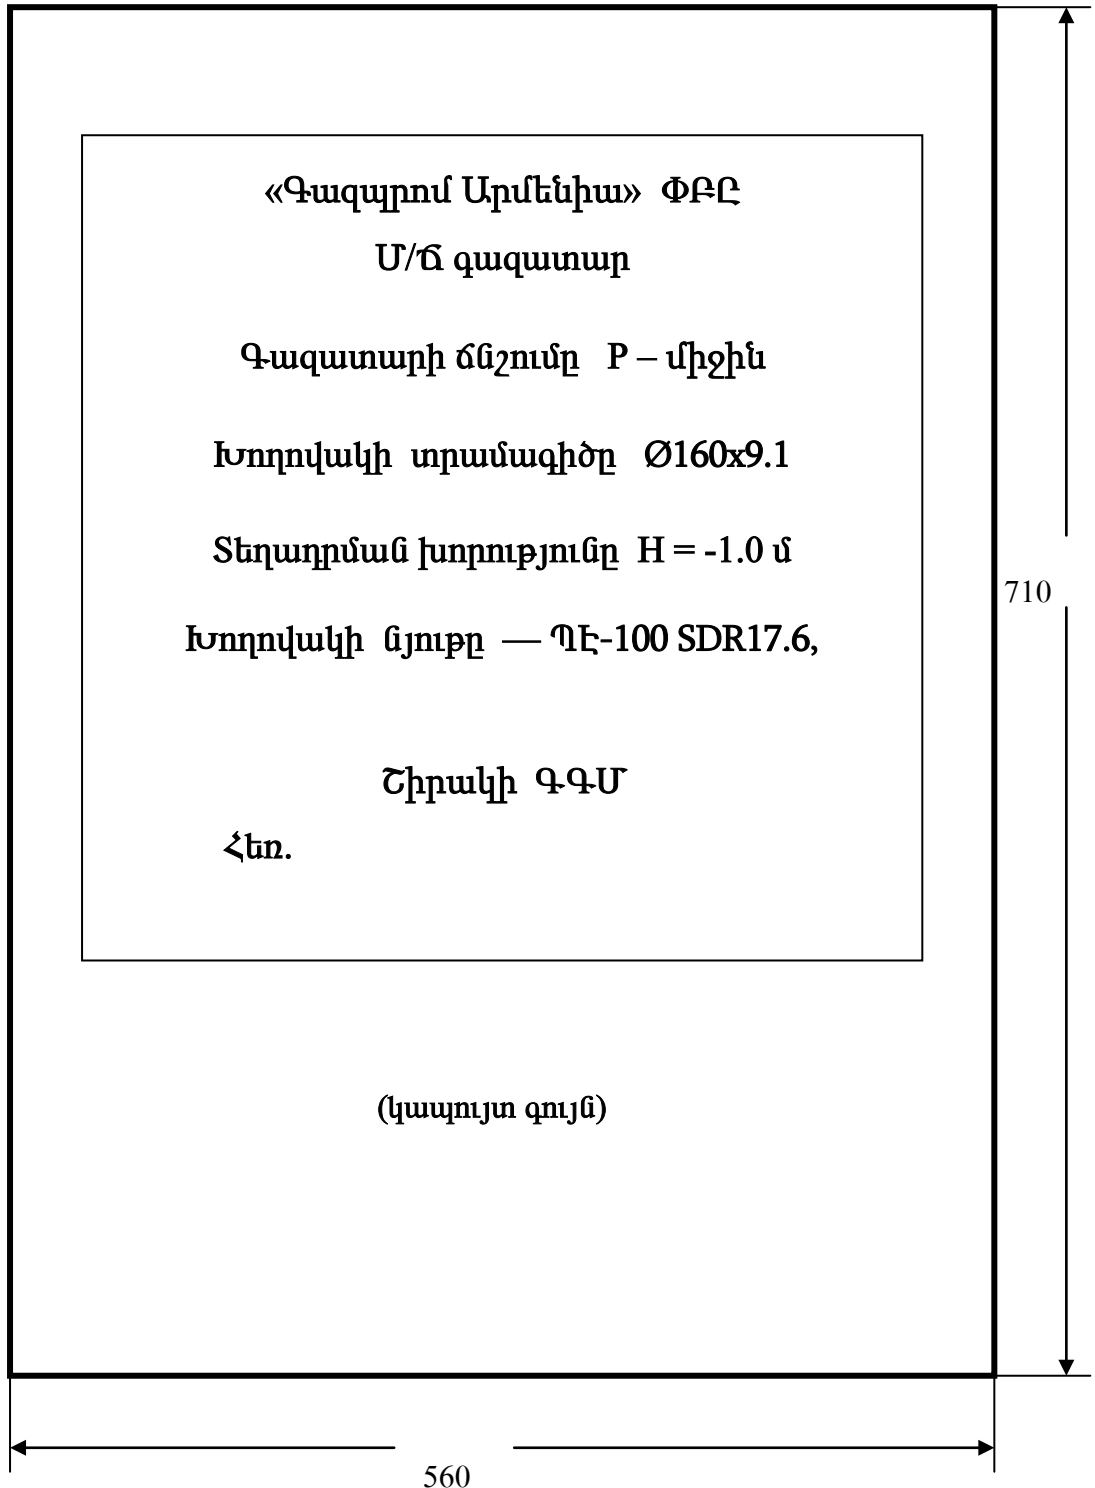 «Գազպրոմ Արմենիա» ՓԲԸ
Մ/Ճ գազատար
Գազատարի ճնշումը P – միջին
Խողովակի տրամագիծը Ø160x9.1
Տեղադրման խորությունը H = -1.0 մ
710
Խողովակի նյութը — ՊԷ-100 SDR17.6,
Շիրակի ԳԳՄ
Հեռ.
(կապույտ գույն)
560